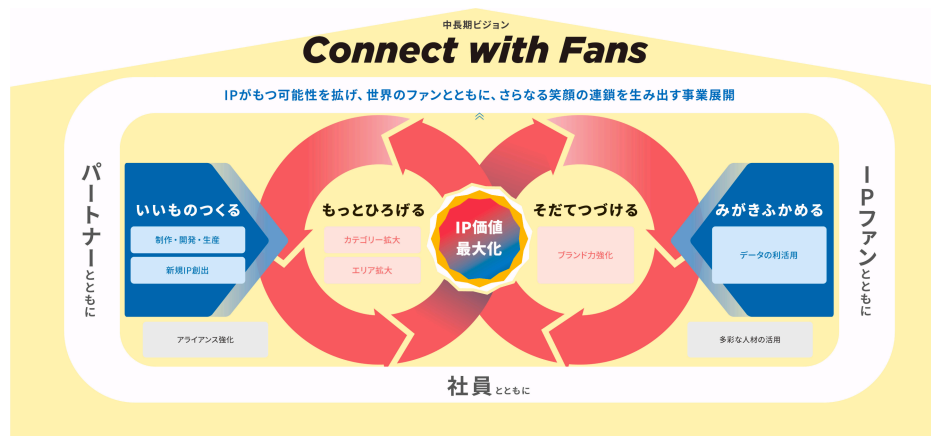 中長期ビジョン
Connect with Fans
IPがもつ可能性を拡げ、世界のファンとともに、さらなる笑顔の連鎖を生み出す事業展開
パートナーとともに
いいものつくる
制作・開発・生産
新規IP創出
アライアンス強化
もっとひろげる
カテゴリー拡大
エリア拡大
IP価値
最大化
そだてつづける
ブランド力強化
みがきふかめる
データの利活用
多彩な人材の活用
IPファンとともに
社員とともに